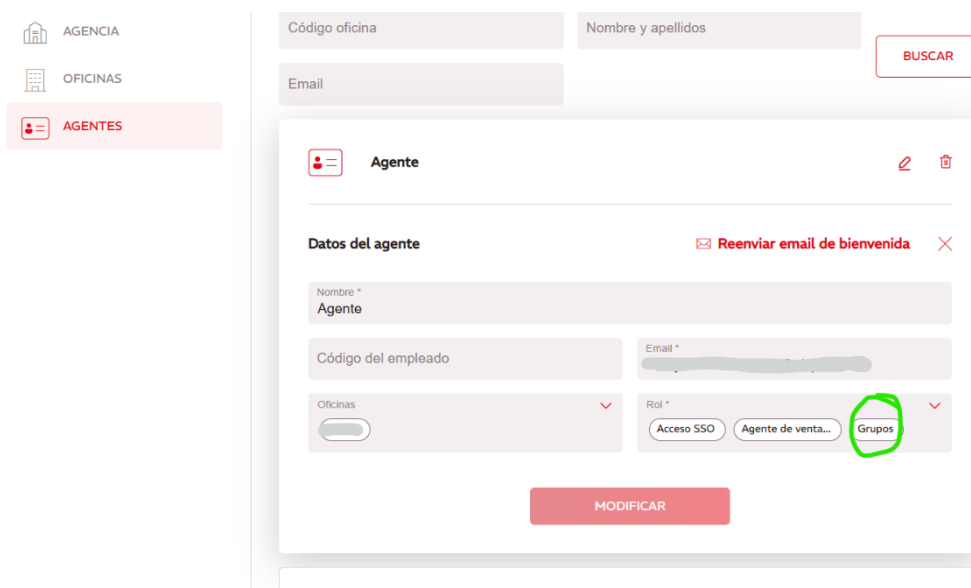 AGENCIA
OFICINAS
AGENTES
Código oficina
Nombre y apellidos
Email
BUSCAR
Agente
Datos del agente
Reenviar email de bienvenida
Nombre *
Agente
Código del empleado
Email *
Oficinas
Rol *
Acceso SSO
Agente de venta...
Grupos
MODIFICAR